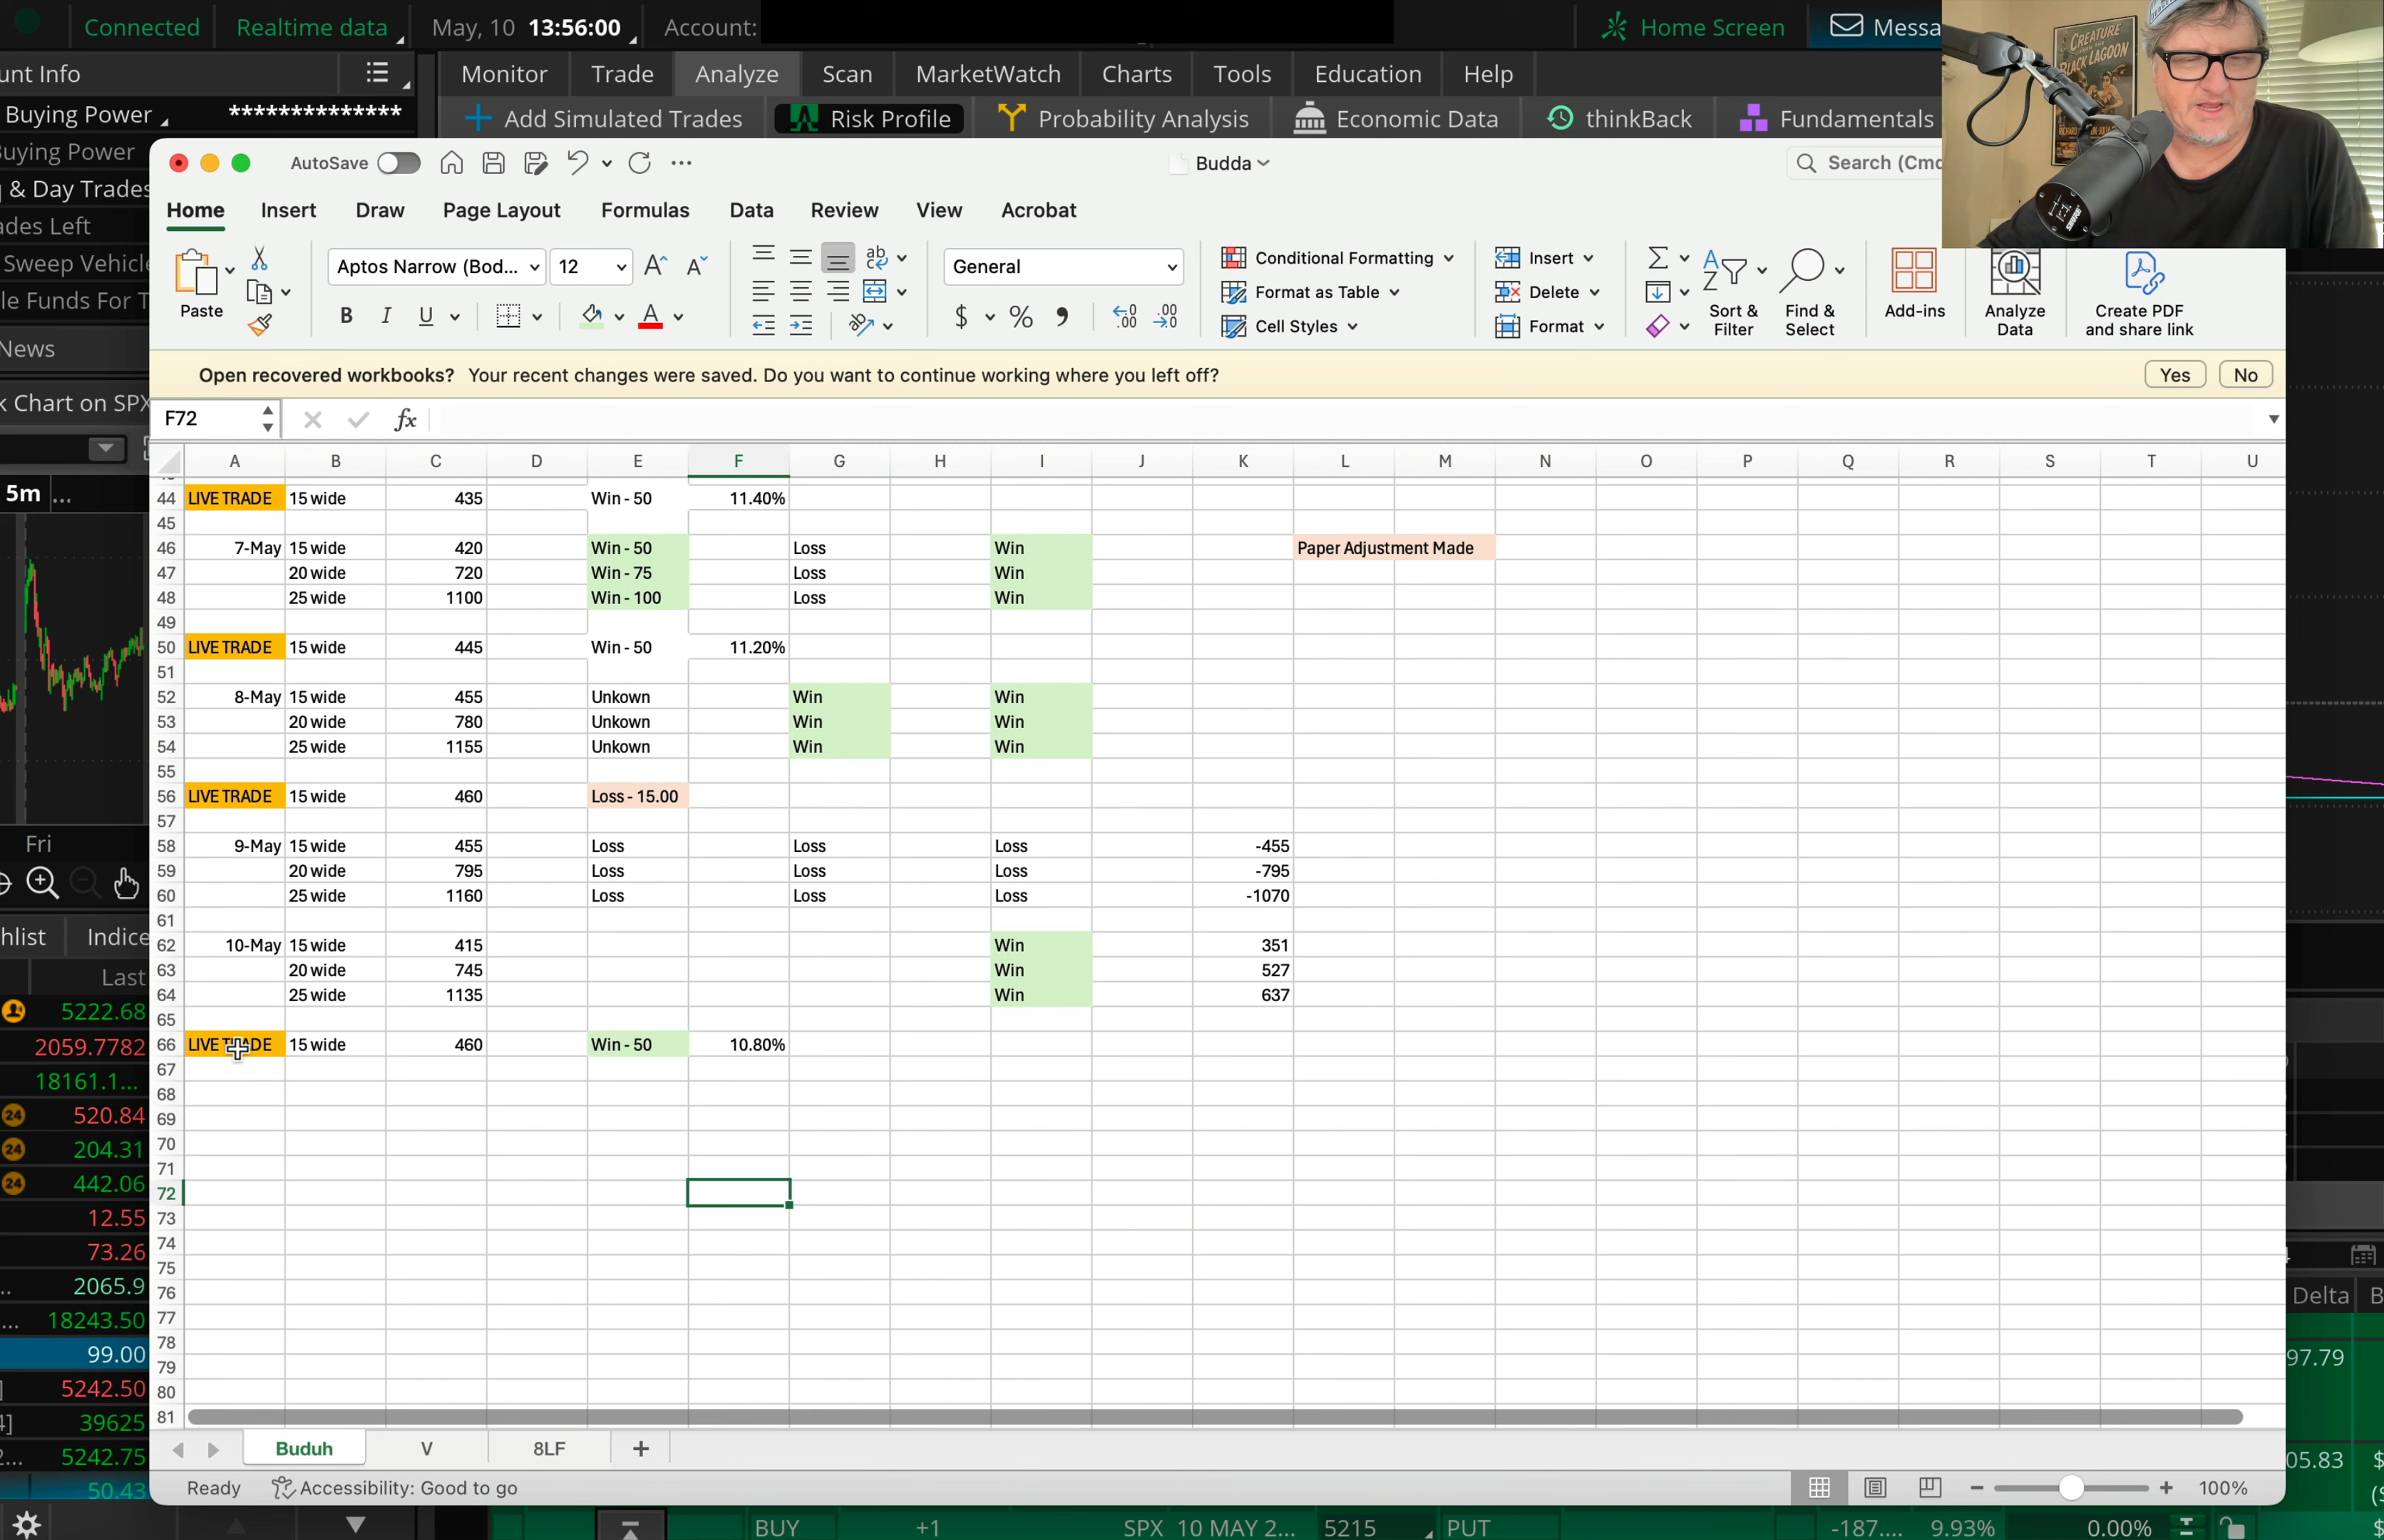 Connected Realtime data May, 10 13:56:00 Account: Home Screen Messa
unt Info Monitor Trade Analyze Scan MarketWatch Charts Tools Education Help
Buying Power ************** Add Simulated Trades Risk Profile Probability Analysis Economic Data thinkBack Fundamentals
Buying Power
& Day Trades
ades Left
Sweep Vehicle
le Funds For T
News
k Chart on SPX
5m ...
Fri
hlist Indice
Last
5222.68
2059.7782
18161.1...
24 520.84
24 204.31
24 442.06
12.55
73.26
.. 2065.9
... 18243.50
99.00
] 5242.50
4] 39625
2... 5242.75
50.43
CREATURE
BLACK LAGOON
AutoSave ... Budda Search (Cmd
Home Insert Draw Page Layout Formulas Data Review View Acrobat
Paste Aptos Narrow (Bod... 12 A^ A˅ ab General Conditional Formatting Insert
B I U A $ % , .00 Format as Table Delete
Cell Styles Format
Sort & Filter
Find & Select
Add-ins
Analyze Data
Create PDF and share link
Open recovered workbooks? Your recent changes were saved. Do you want to continue working where you left off? Yes No
F72 fx
A B C D E F G H I J K L M N O P Q R S T U
44 LIVE TRADE 15 wide 435 Win - 50 11.40%
45
46 7-May 15 wide 420 Win - 50 Loss Win Paper Adjustment Made
47 20 wide 720 Win - 75 Loss Win
48 25 wide 1100 Win - 100 Loss Win
49
50 LIVE TRADE 15 wide 445 Win - 50 11.20%
51
52 8-May 15 wide 455 Unkown Win Win
53 20 wide 780 Unkown Win Win
54 25 wide 1155 Unkown Win Win
55
56 LIVE TRADE 15 wide 460 Loss - 15.00
57
58 9-May 15 wide 455 Loss Loss Loss -455
59 20 wide 795 Loss Loss Loss -795
60 25 wide 1160 Loss Loss Loss -1070
61
62 10-May 15 wide 415 Win 351
63 20 wide 745 Win 527
64 25 wide 1135 Win 637
65
66 LIVE TRADE 15 wide 460 Win - 50 10.80%
67
68
69
70
71
72
73
74
75
76
77
78
79
80
81
Buduh V 8LF +
Ready Accessibility: Good to go 100%
Delta B
97.79
05.83 $
BUY +1 SPX 10 MAY 2... 5215 PUT -187.... 9.93% 0.00%